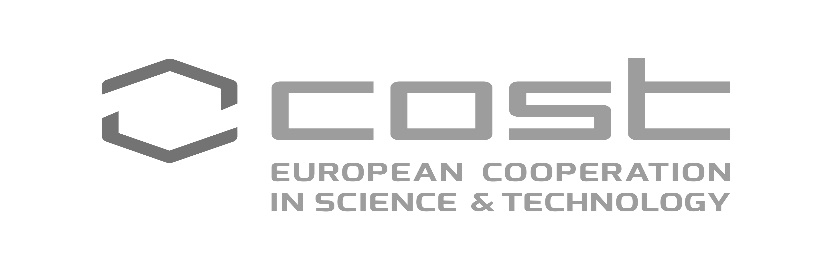 cost
EUROPEAN COOPERATION
IN SCIENCE & TECHNOLOGY